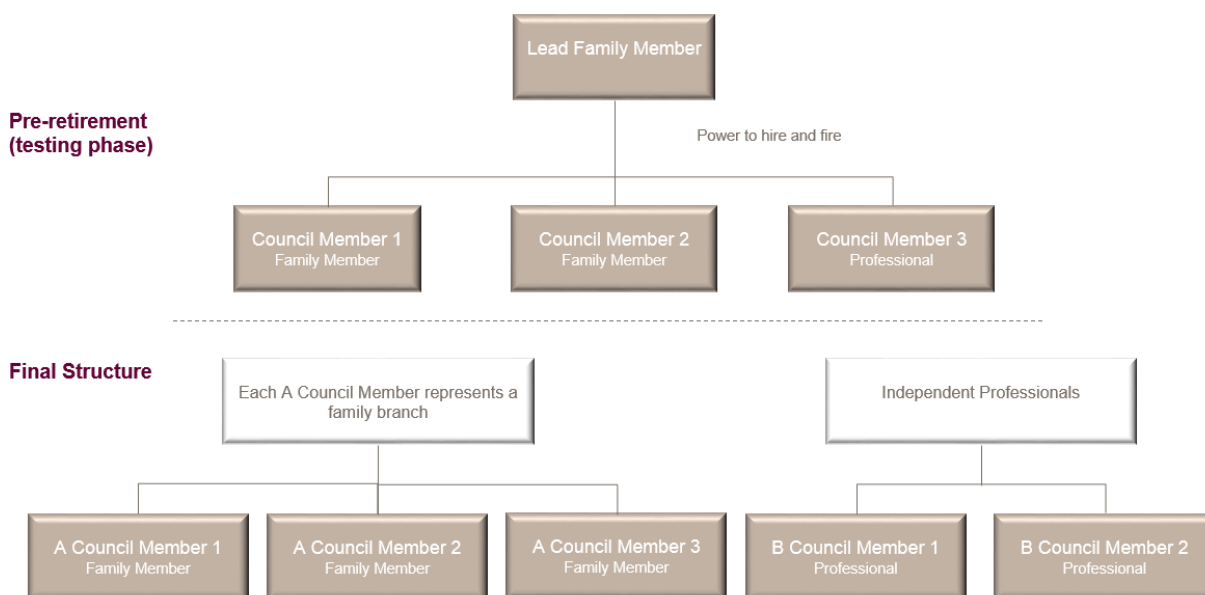 Lead Family Member
Pre-retirement
(testing phase)
Power to hire and fire
Council Member 1
Family Member
Council Member 2
Family Member
Council Member 3
Professional
Final Structure
Each A Council Member represents a
family branch
Independent Professionals
A Council Member 1
Family Member
A Council Member 2
Family Member
A Council Member 3
Family Member
B Council Member 1
Professional
B Council Member 2
Professional